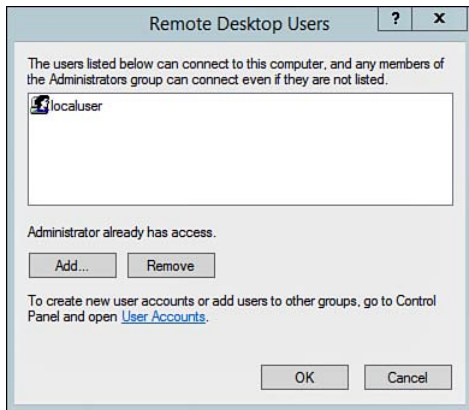 Remote Desktop Users
? x
The users listed below can connect to this computer, and any members of
the Administrators group can connect even if they are not listed.
localuser
Administrator already has access.
Add... Remove
To create new user accounts or add users to other groups, go to Control
Panel and open User Accounts.
OK Cancel